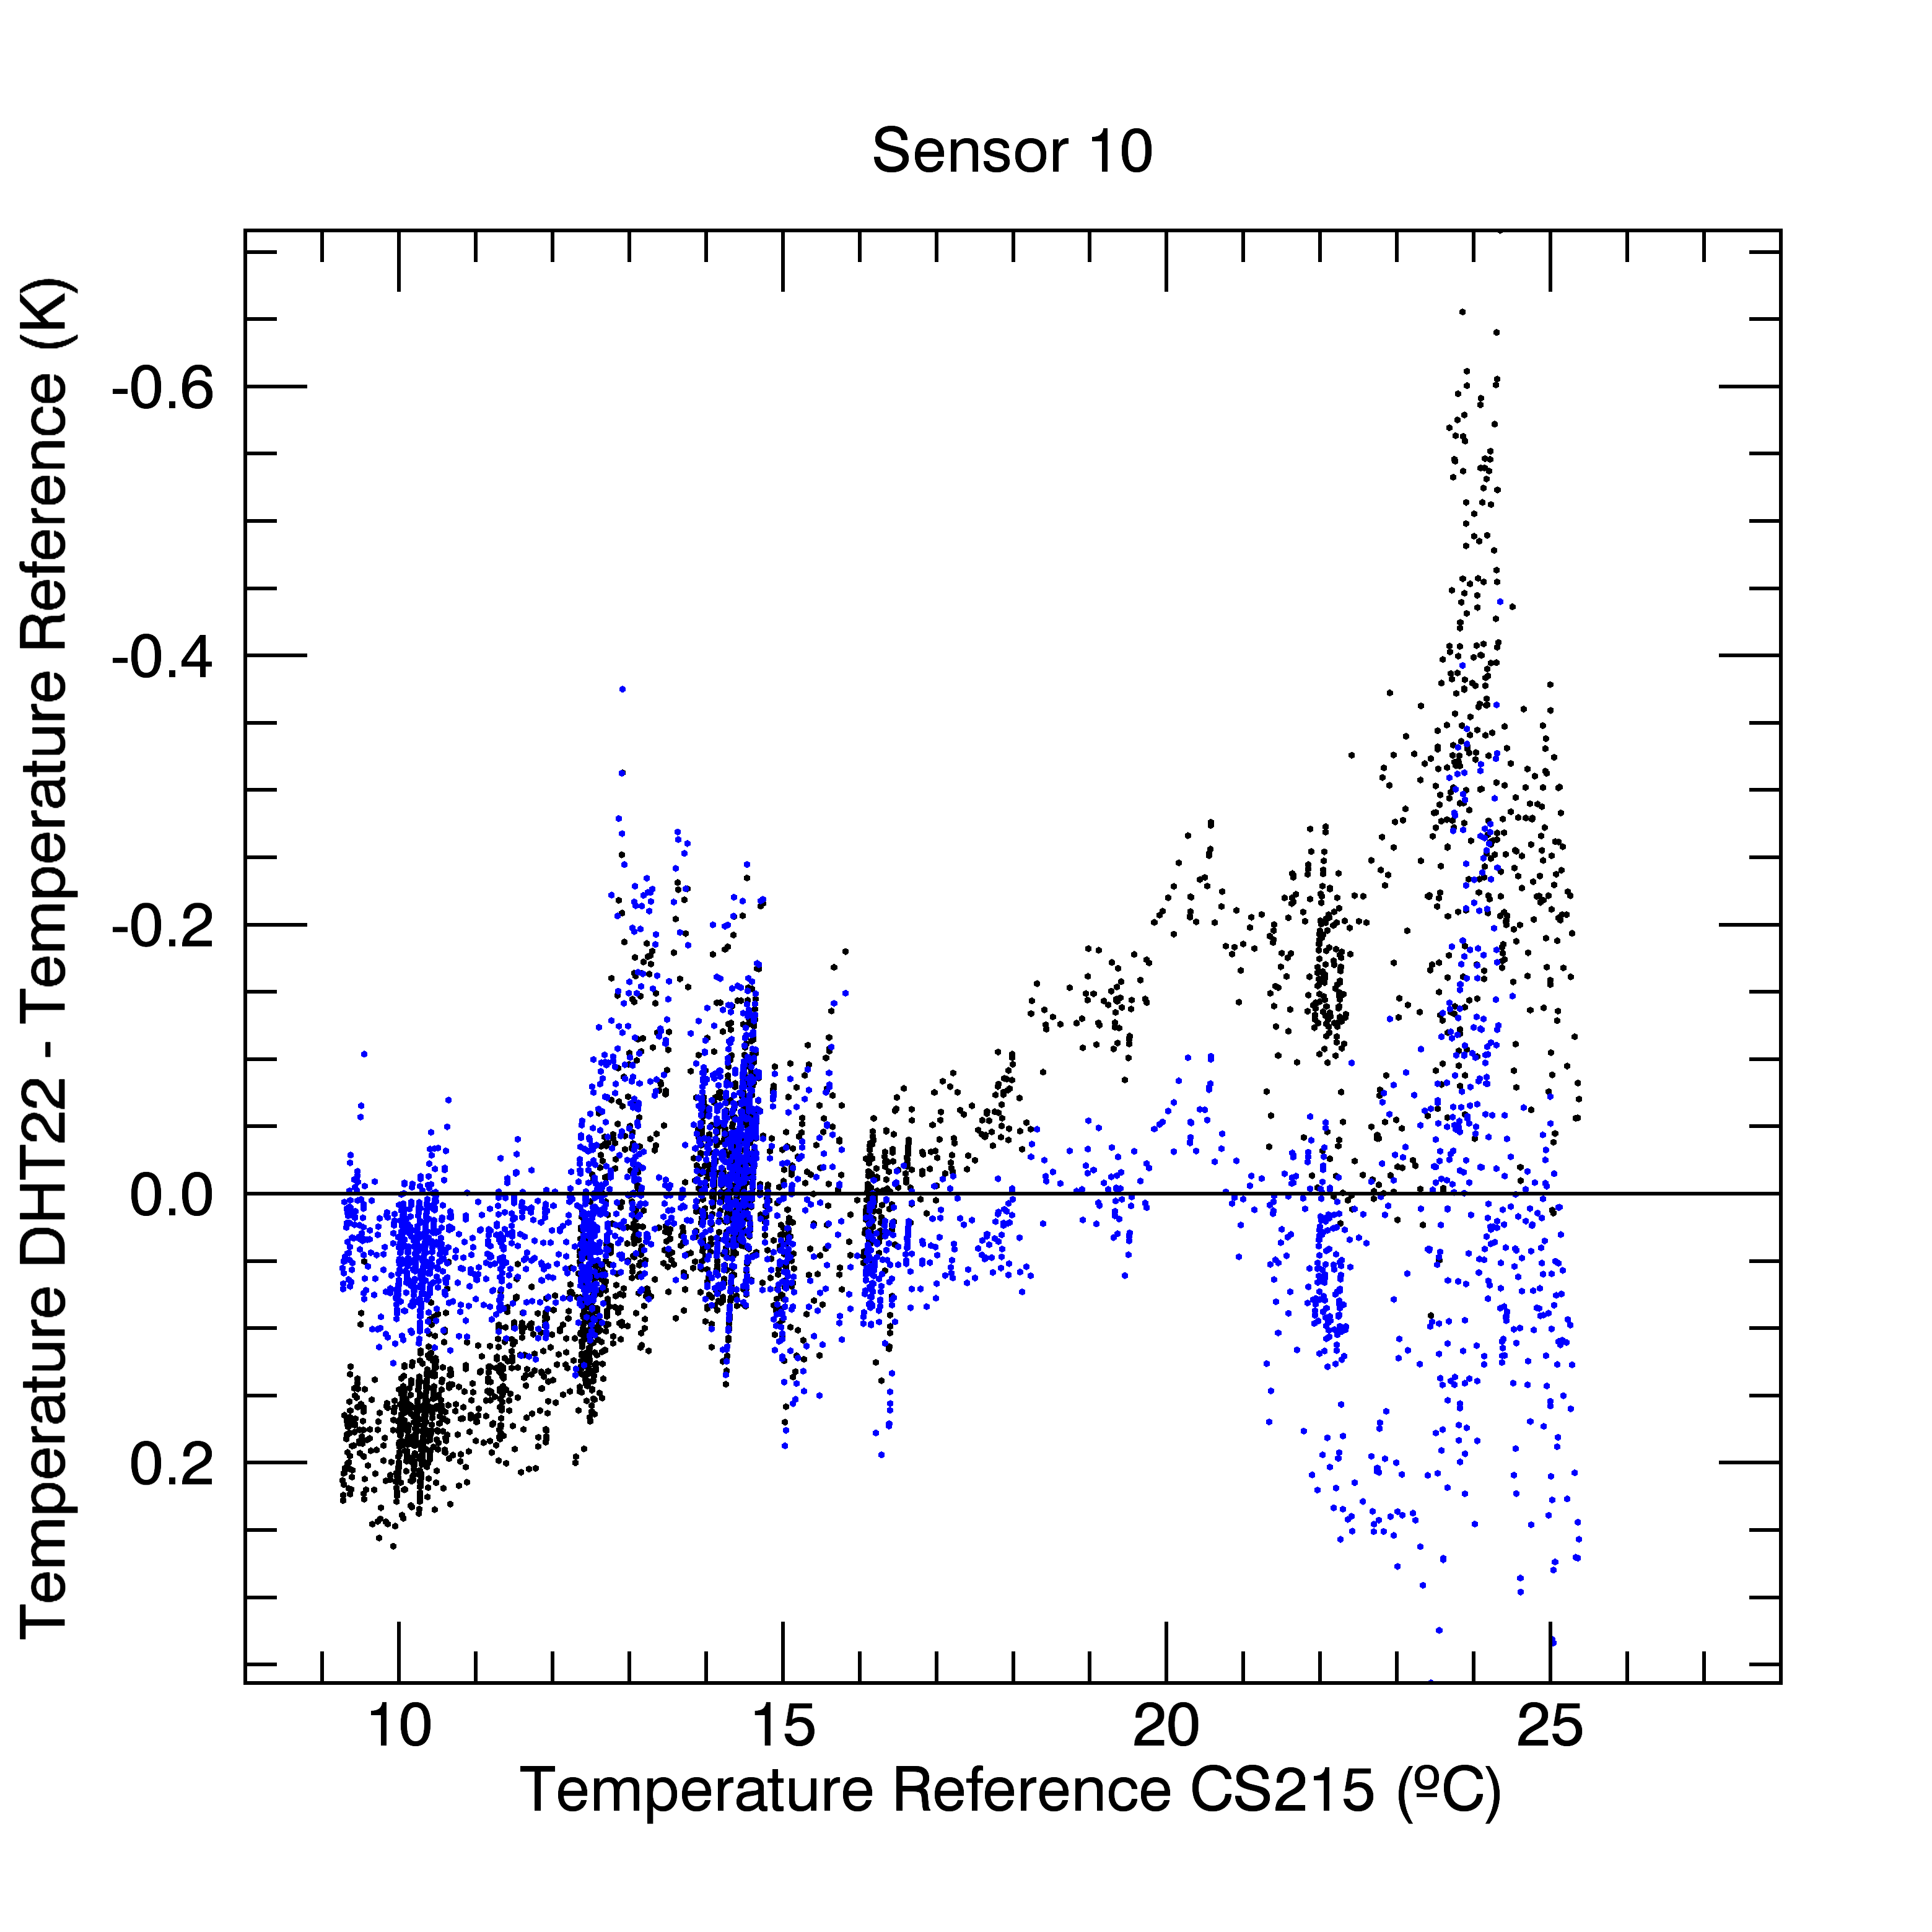 Sensor 10
Temperature DHT22 - Temperature Reference (K)
-0.6
-0.4
-0.2
0.0
0.2
10 15 20 25
Temperature Reference CS215 (ºC)